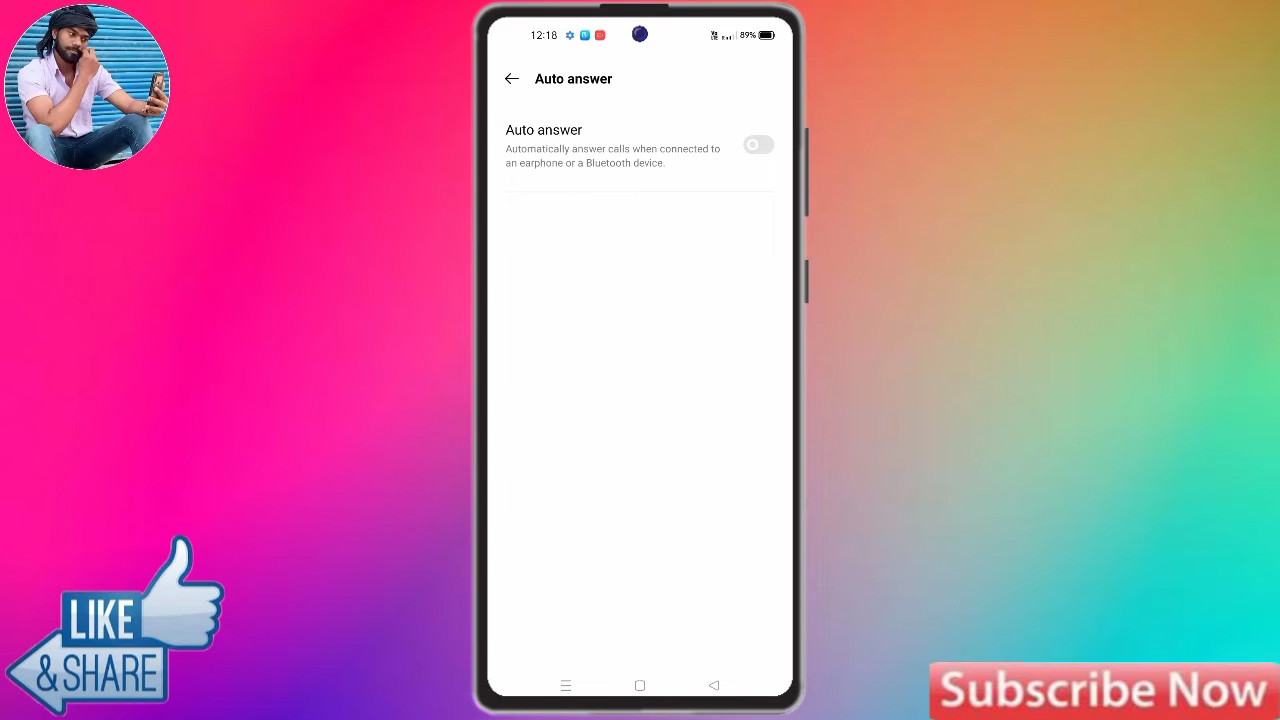 12:18
89%
Auto answer
Auto answer
Automatically answer calls when connected to
an earphone or a Bluetooth device.
LIKE
& SHARE
Subscribe Now